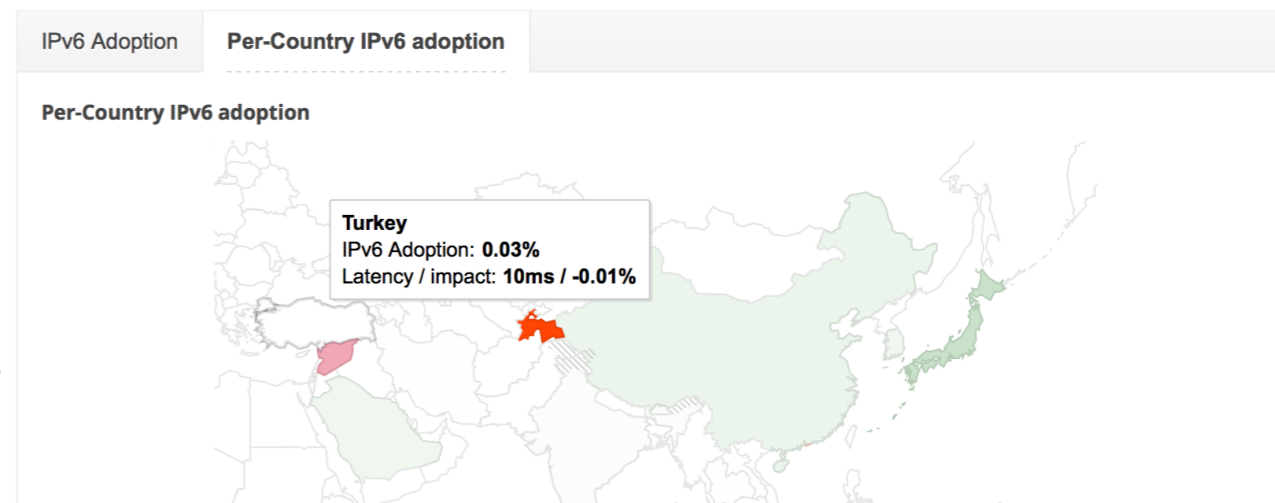 IPv6 Adoption
Per-Country IPv6 adoption
Per-Country IPv6 adoption
Turkey
IPv6 Adoption: 0.03%
Latency / impact: 10ms / -0.01%